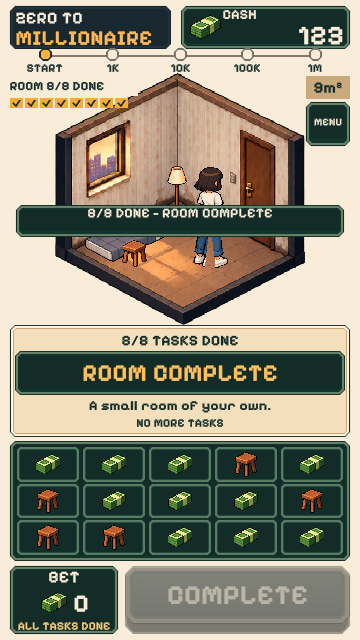 ZERO TO
MILLIONAIRE
CASH
123
START
1K
10K
100K
1M
ROOM 8/8 DONE
9m²
MENU
8/8 DONE - ROOM COMPLETE
8/8 TASKS DONE
ROOM COMPLETE
A small room of your own.
NO MORE TASKS
BET
0
ALL TASKS DONE
COMPLETE